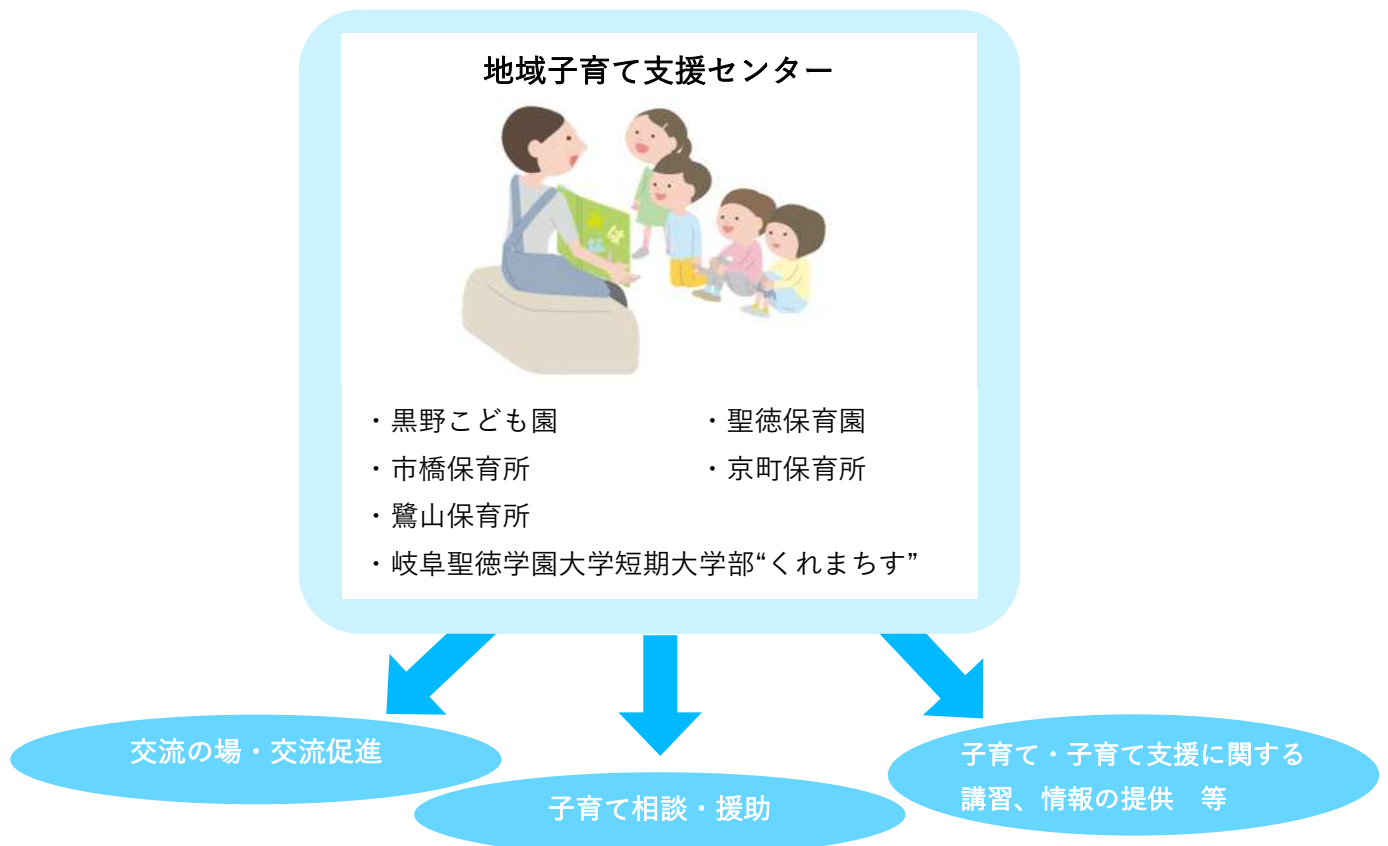 地域子育て支援センター
・黒野こども園
・聖徳保育園
・市橋保育所
・京町保育所
・鷺山保育所
・岐阜聖徳学園大学短期大学部“くれまちす”
交流の場・交流促進
子育て相談・援助
子育て・子育て支援に関する
講習、情報の提供　等